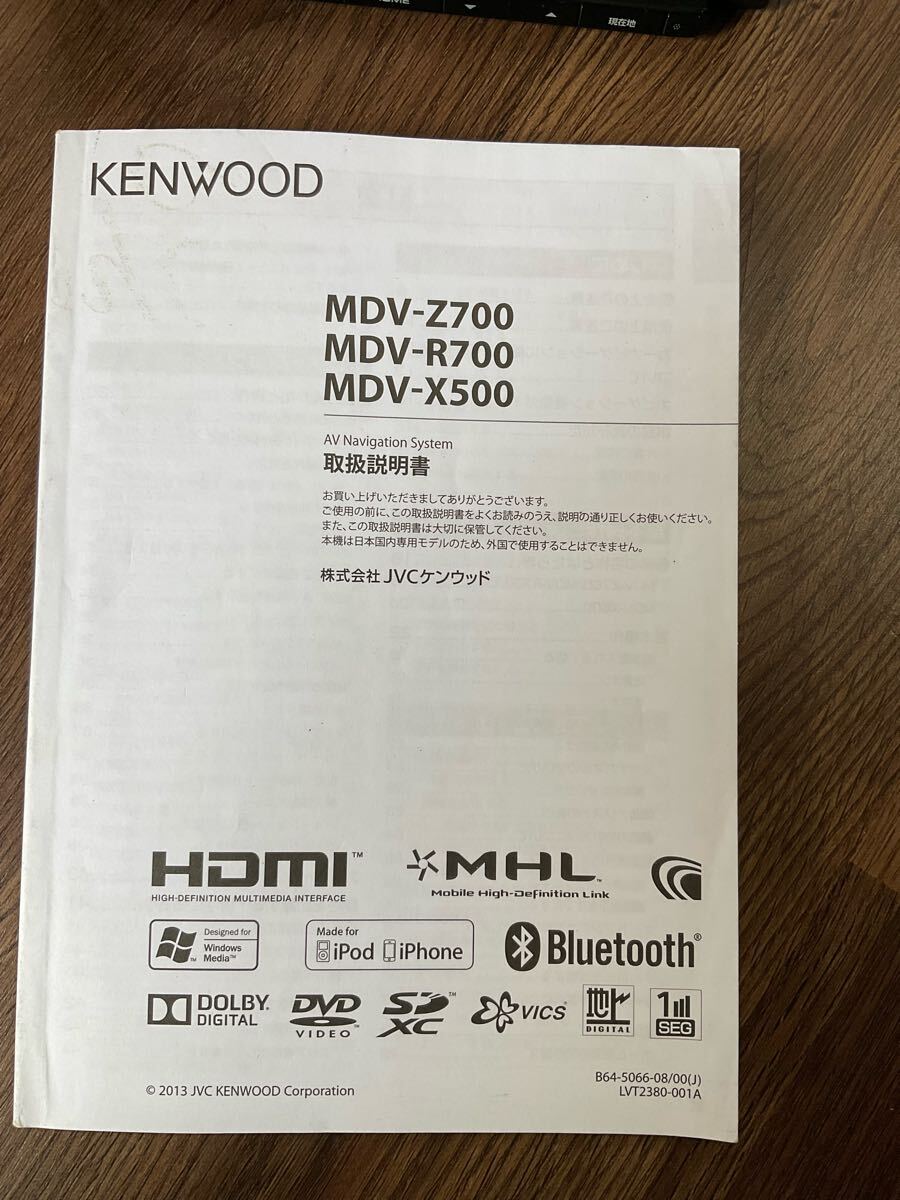 HOME
現在地
KENWOOD
MDV-Z700
MDV-R700
MDV-X500
AV Navigation System
取扱説明書
お買い上げいただきましてありがとうございます。
ご使用の前に、この取扱説明書をよくお読みのうえ、説明の通り正しくお使いください。
また、この取扱説明書は大切に保管してください。
本機は日本国内専用モデルのため、外国で使用することはできません。
株式会社 JVCケンウッド
HDMI™
HIGH-DEFINITION MULTIMEDIA INTERFACE
MHL™
Mobile High-Definition Link
Designed for
Windows
Media™
Made for
iPod iPhone
Bluetooth®
DOLBY®
DIGITAL
DVD
VIDEO™
SD
XC™
VICS®
地上
DIGITAL
1
SEG
B64-5066-08/00(J)
LVT2380-001A
© 2013 JVC KENWOOD Corporation